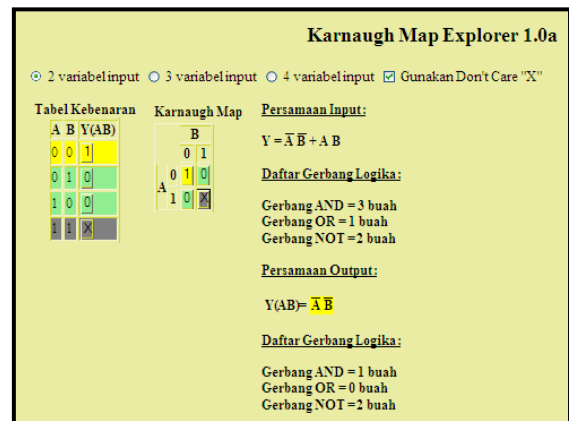 Karnaugh Map Explorer 1.0a
2 variabel input 3 variabel input 4 variabel input Gunakan Don't Care "X"
Tabel Kebenaran
A B Y(AB)
0 0 1
0 1 0
1 0 0
1 1 X
Karnaugh Map
B
0 1
A
0 1 0
1 0 X
Persamaan Input:
Y = A̅ B̅ + A B
Daftar Gerbang Logika:
Gerbang AND = 3 buah
Gerbang OR = 1 buah
Gerbang NOT = 2 buah
Persamaan Output:
Y(AB)= A̅ B̅
Daftar Gerbang Logika:
Gerbang AND = 1 buah
Gerbang OR = 0 buah
Gerbang NOT = 2 buah